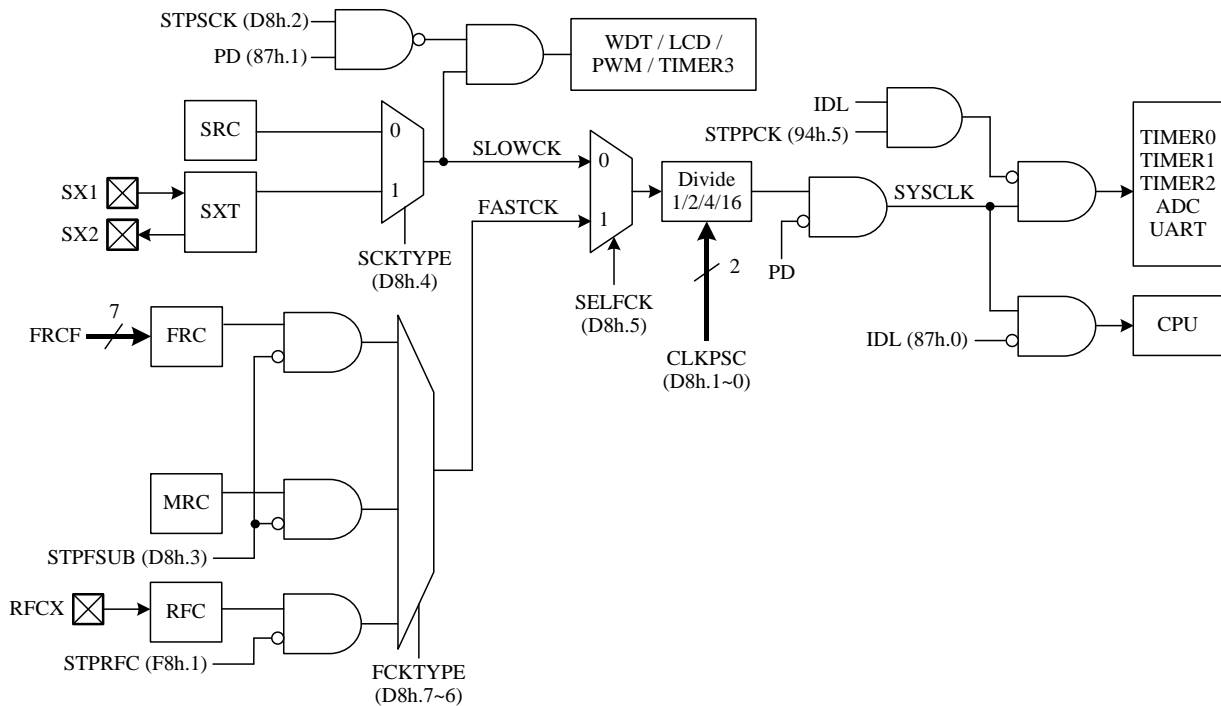 STPSCK (D8h.2)
PD (87h.1)
WDT / LCD /
PWM / TIMER3
SRC
0
1
SX1
SX2
SXT
SCKTYPE
(D8h.4)
SLOWCK
FASTCK
0
1
SELFCK
(D8h.5)
Divide
1/2/4/16
2
CLKPSC
(D8h.1~0)
PD
SYSCLK
IDL
STPPCK (94h.5)
TIMER0
TIMER1
TIMER2
ADC
UART
IDL (87h.0)
CPU
FRCF
7
FRC
MRC
STPFSUB (D8h.3)
RFCX
RFC
STPRFC (F8h.1)
FCKTYPE
(D8h.7~6)